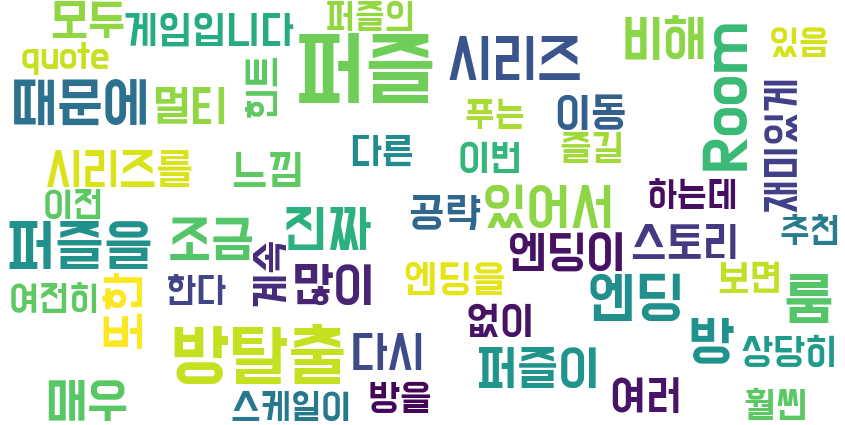 모두
게임입니다
퍼즐의
퍼즐
시리즈
비해
Room
있음
quote
때문에
멀티
힌트
푸는
이동
즐길
재미있게
시리즈를
느낌
다른
이번
하는데
이전
퍼즐을
조금
진짜
공략
있어서
엔딩이
스토리
추천
여전히
또한
한다
계속
많이
엔딩을
없이
엔딩
보면
룸
방탈출
다시
퍼즐이
방
상당히
매우
스케일이
방을
여러
훨씬